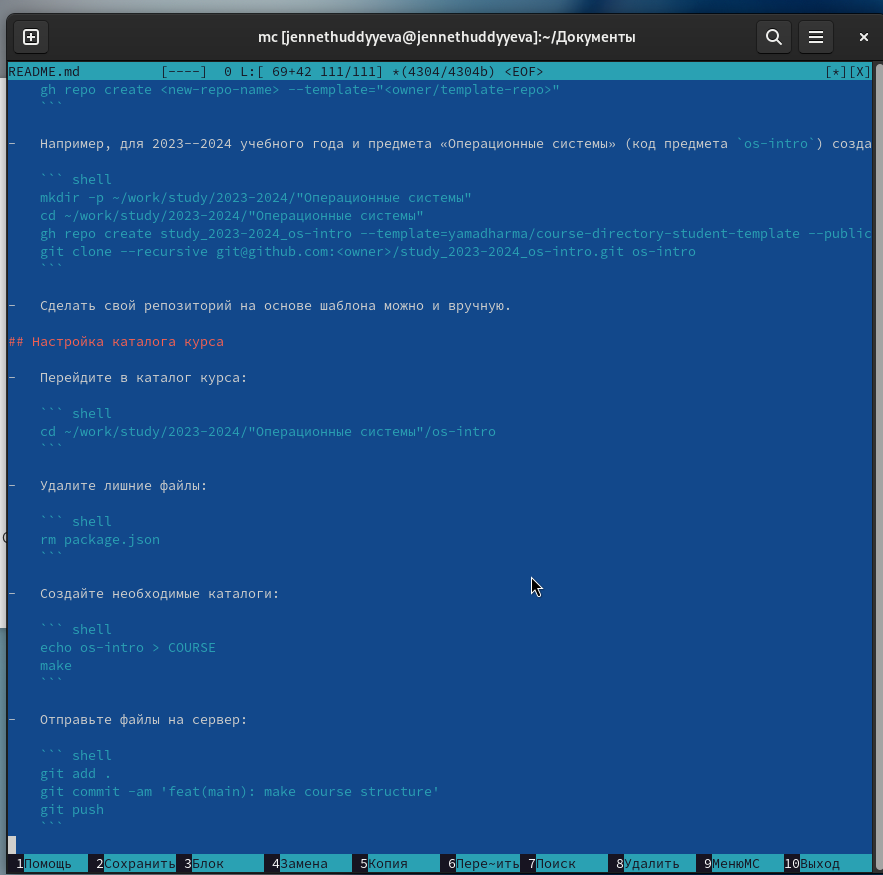 mc [jennethuddyyeva@jennethuddyyeva]:~/Документы
README.md [----] 0 L:[ 69+42 111/111] *(4304/4304b) <EOF> [*][X]
gh repo create <new-repo-name> --template="<owner/template-repo>"
```
- Например, для 2023--2024 учебного года и предмета «Операционные системы» (код предмета `os-intro`) созда
``` shell
mkdir -p ~/work/study/2023-2024/"Операционные системы"
cd ~/work/study/2023-2024/"Операционные системы"
gh repo create study_2023-2024_os-intro --template=yamadharma/course-directory-student-template --public
git clone --recursive git@github.com:<owner>/study_2023-2024_os-intro.git os-intro
```
- Сделать свой репозиторий на основе шаблона можно и вручную.
## Настройка каталога курса
- Перейдите в каталог курса:
``` shell
cd ~/work/study/2023-2024/"Операционные системы"/os-intro
```
- Удалите лишние файлы:
``` shell
rm package.json
```
- Создайте необходимые каталоги:
``` shell
echo os-intro > COURSE
make
```
- Отправьте файлы на сервер:
``` shell
git add .
git commit -am 'feat(main): make course structure'
git push
```
1Помощь 2Сохранить 3Блок 4Замена 5Копия 6Пере~ить 7Поиск 8Удалить 9МенюМС 10Выход